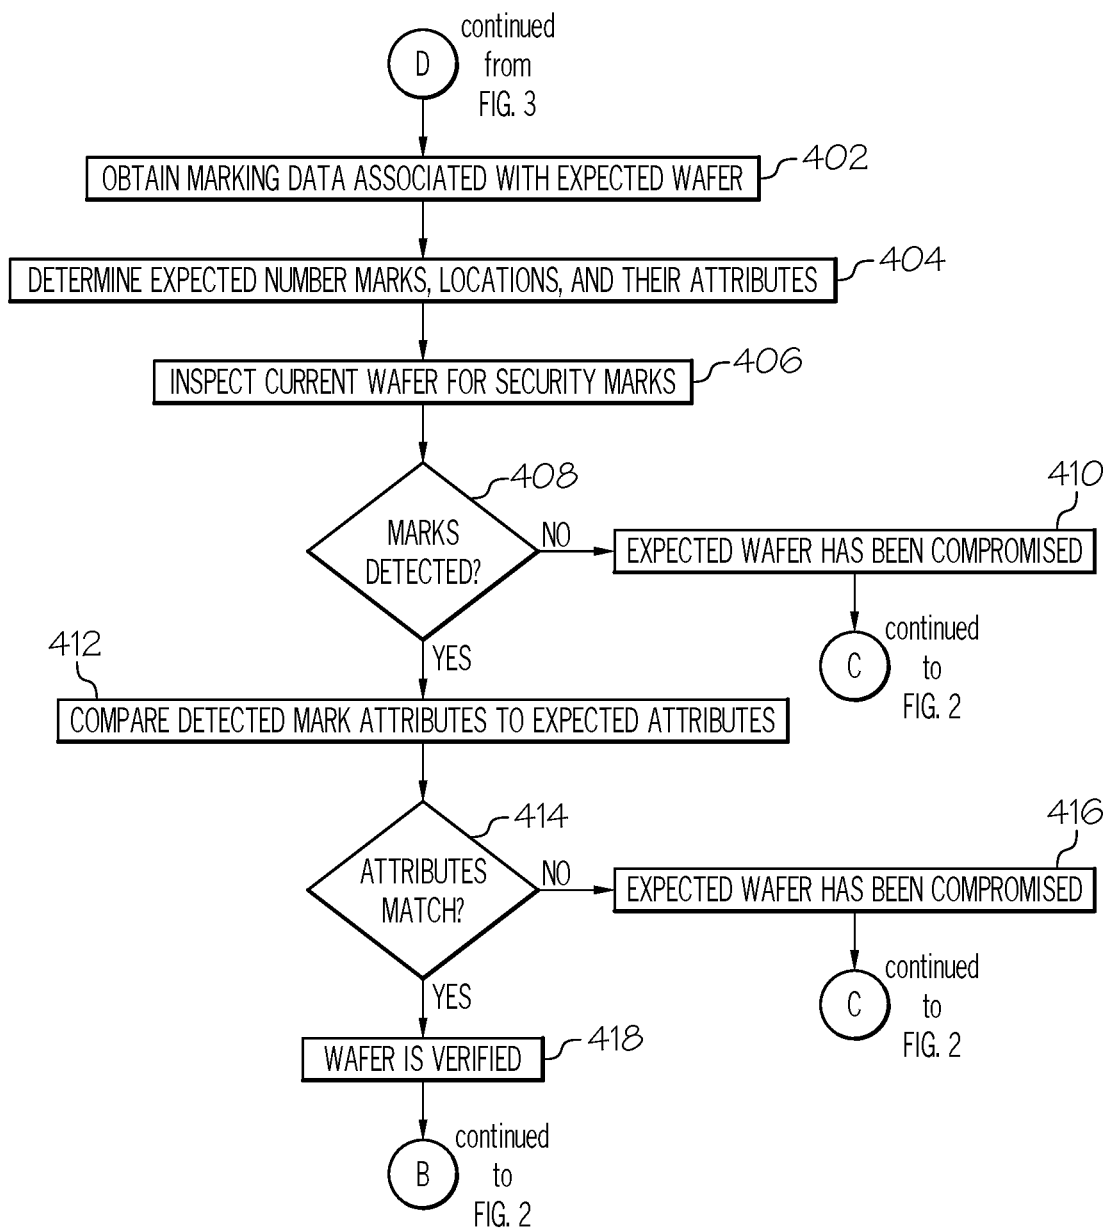 continued
from
FIG. 3
D
402
OBTAIN MARKING DATA ASSOCIATED WITH EXPECTED WAFER
404
DETERMINE EXPECTED NUMBER MARKS, LOCATIONS, AND THEIR ATTRIBUTES
406
INSPECT CURRENT WAFER FOR SECURITY MARKS
408
MARKS
DETECTED?
NO
410
EXPECTED WAFER HAS BEEN COMPROMISED
C
continued
to
FIG. 2
YES
412
COMPARE DETECTED MARK ATTRIBUTES TO EXPECTED ATTRIBUTES
414
ATTRIBUTES
MATCH?
NO
416
EXPECTED WAFER HAS BEEN COMPROMISED
C
continued
to
FIG. 2
YES
418
WAFER IS VERIFIED
B
continued
to
FIG. 2